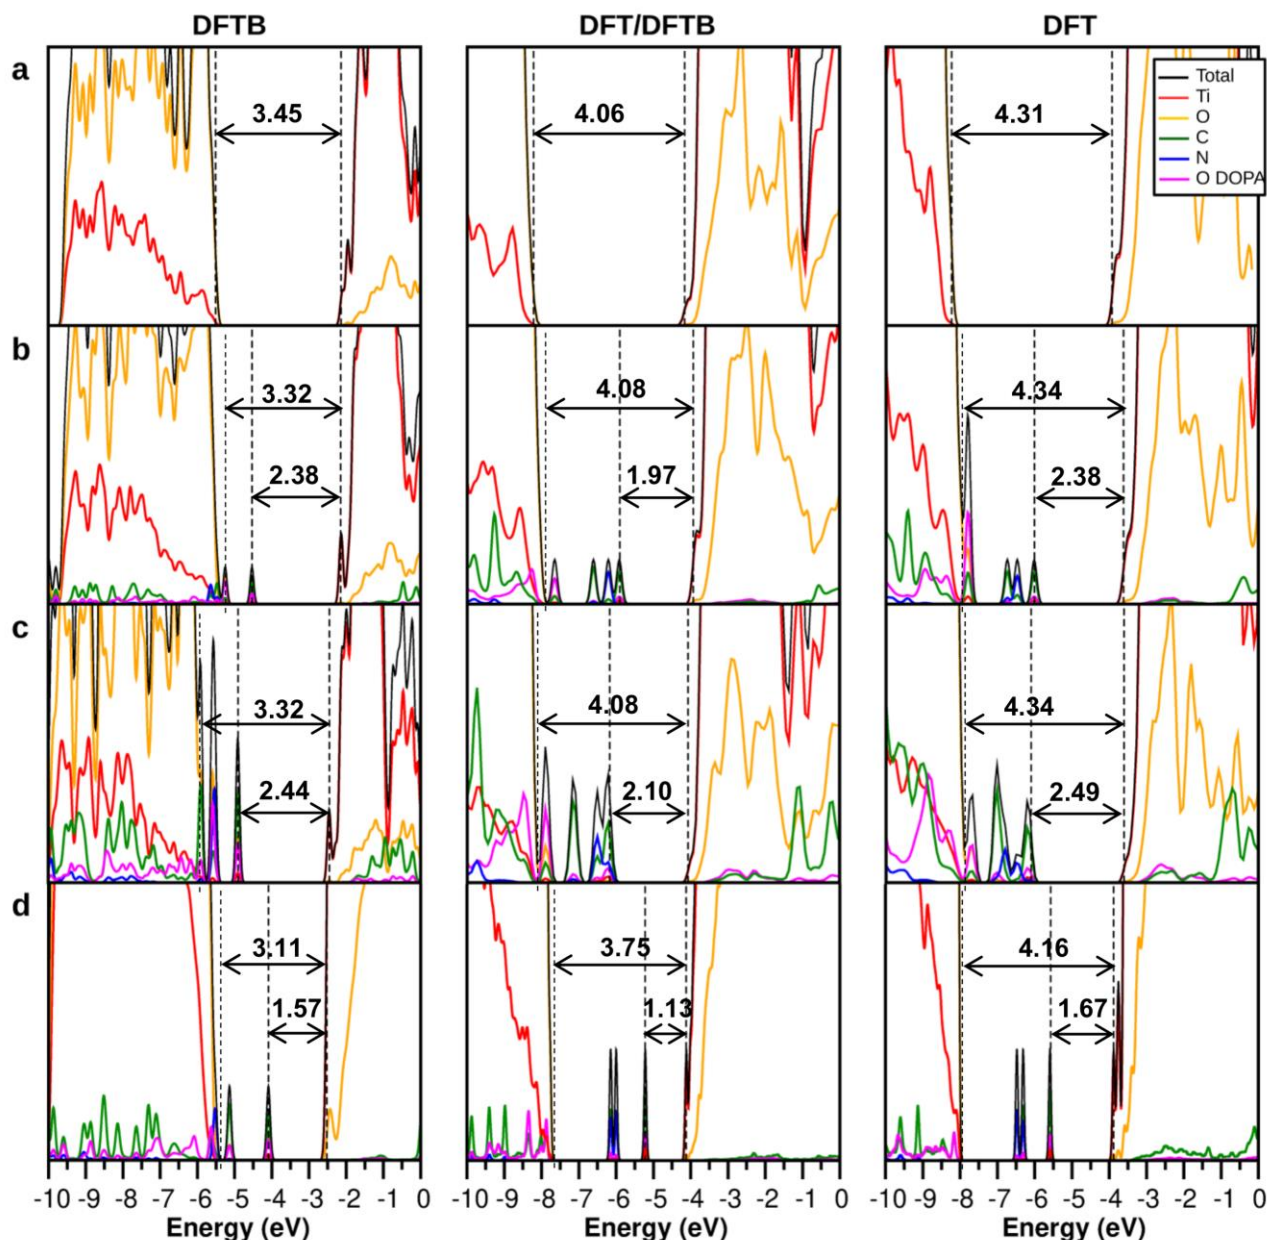 DFTB DFT/DFTB DFT
a
3.45 4.06 4.31
Total
Ti
O
C
N
O DOPA
b
3.32 4.08 4.34
2.38 1.97 2.38
c
3.32 4.08 4.34
2.44 2.10 2.49
d
3.11 3.75 4.16
1.57 1.13 1.67
-10 -9 -8 -7 -6 -5 -4 -3 -2 -1 0 -10 -9 -8 -7 -6 -5 -4 -3 -2 -1 0 -10 -9 -8 -7 -6 -5 -4 -3 -2 -1 0
Energy (eV) Energy (eV) Energy (eV)